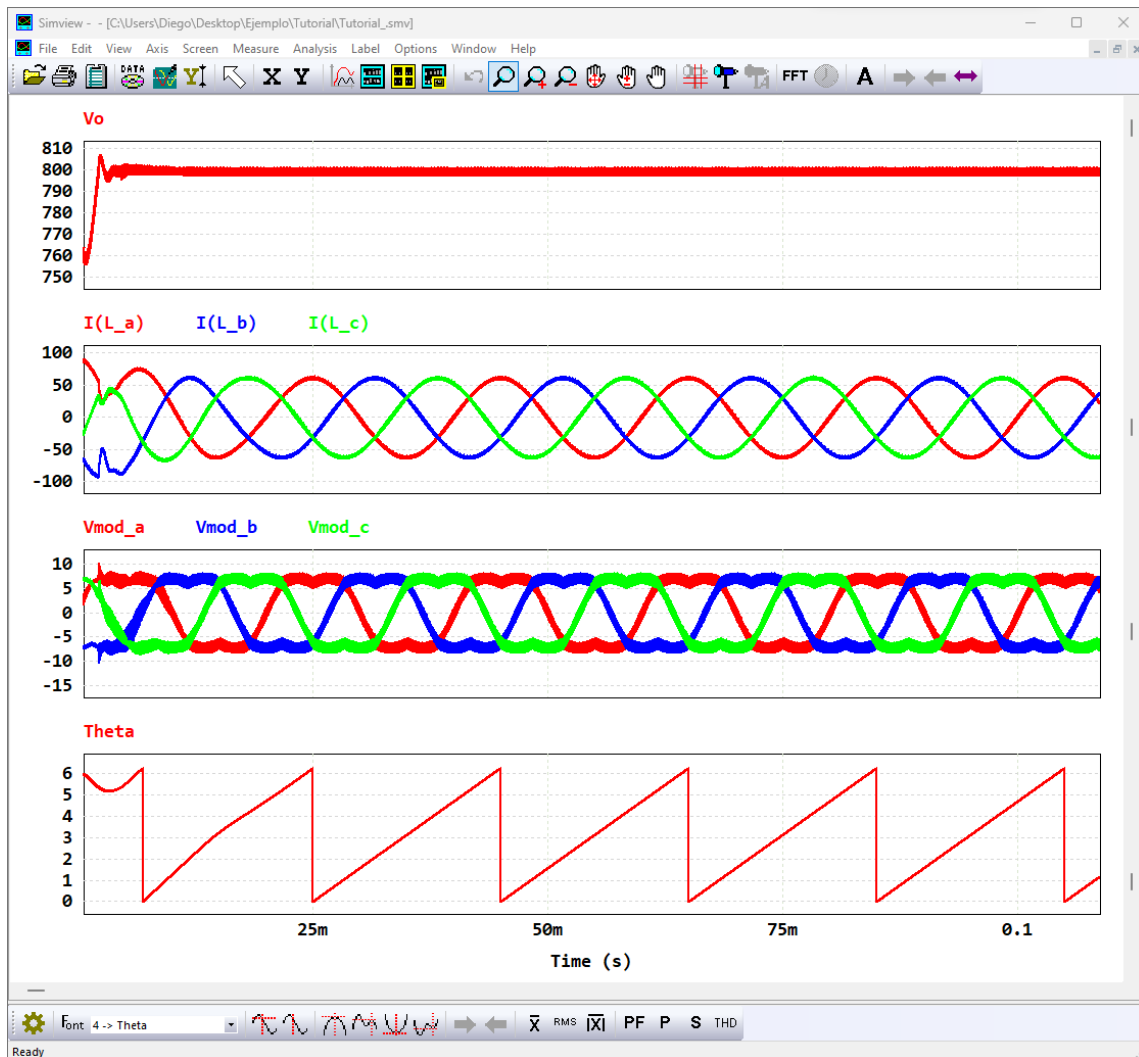 Simview - - [C:\Users\Diego\Desktop\Ejemplo\Tutorial\Tutorial_.smv]
File Edit View Axis Screen Measure Analysis Label Options Window Help
DATA Y X Y FFT A
Vo
810
800
790
780
770
760
750
I(L_a) I(L_b) I(L_c)
100
50
0
-50
-100
Vmod_a Vmod_b Vmod_c
10
5
0
-5
-10
-15
Theta
6
5
4
3
2
1
0
25m 50m 75m 0.1
Time (s)
Font 4 -> Theta X RMS |X| PF P S THD
Ready